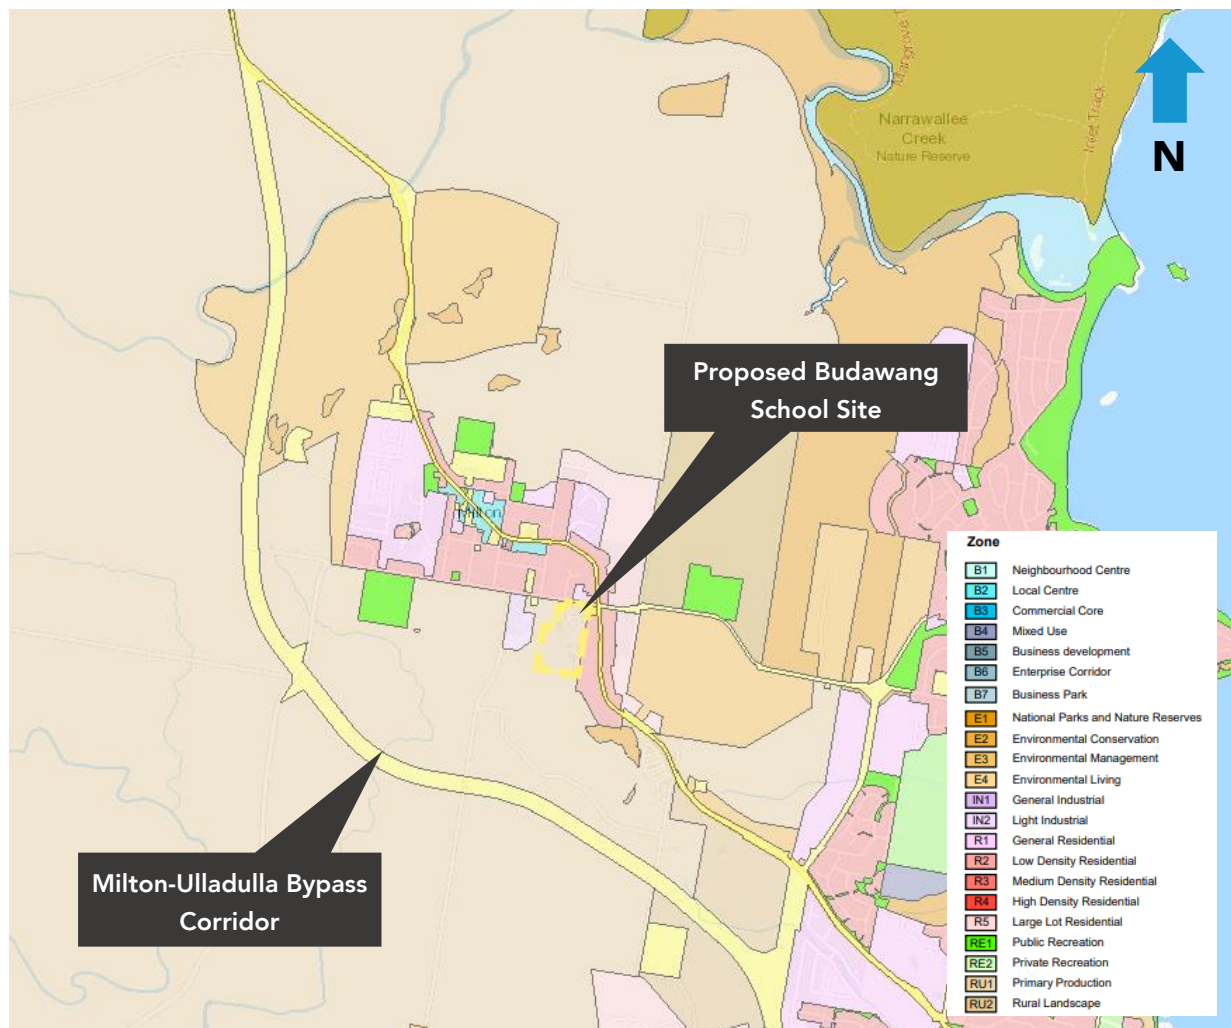 Mangrove
Inlet Track
Narrawallee
Creek
Nature Reserve
N
Proposed Budawang
School Site
Milton
Milton-Ulladulla Bypass
Corridor
Zone
B1 Neighbourhood Centre
B2 Local Centre
B3 Commercial Core
B4 Mixed Use
B5 Business development
B6 Enterprise Corridor
B7 Business Park
E1 National Parks and Nature Reserves
E2 Environmental Conservation
E3 Environmental Management
E4 Environmental Living
IN1 General Industrial
IN2 Light Industrial
R1 General Residential
R2 Low Density Residential
R3 Medium Density Residential
R4 High Density Residential
R5 Large Lot Residential
RE1 Public Recreation
RE2 Private Recreation
RU1 Primary Production
RU2 Rural Landscape